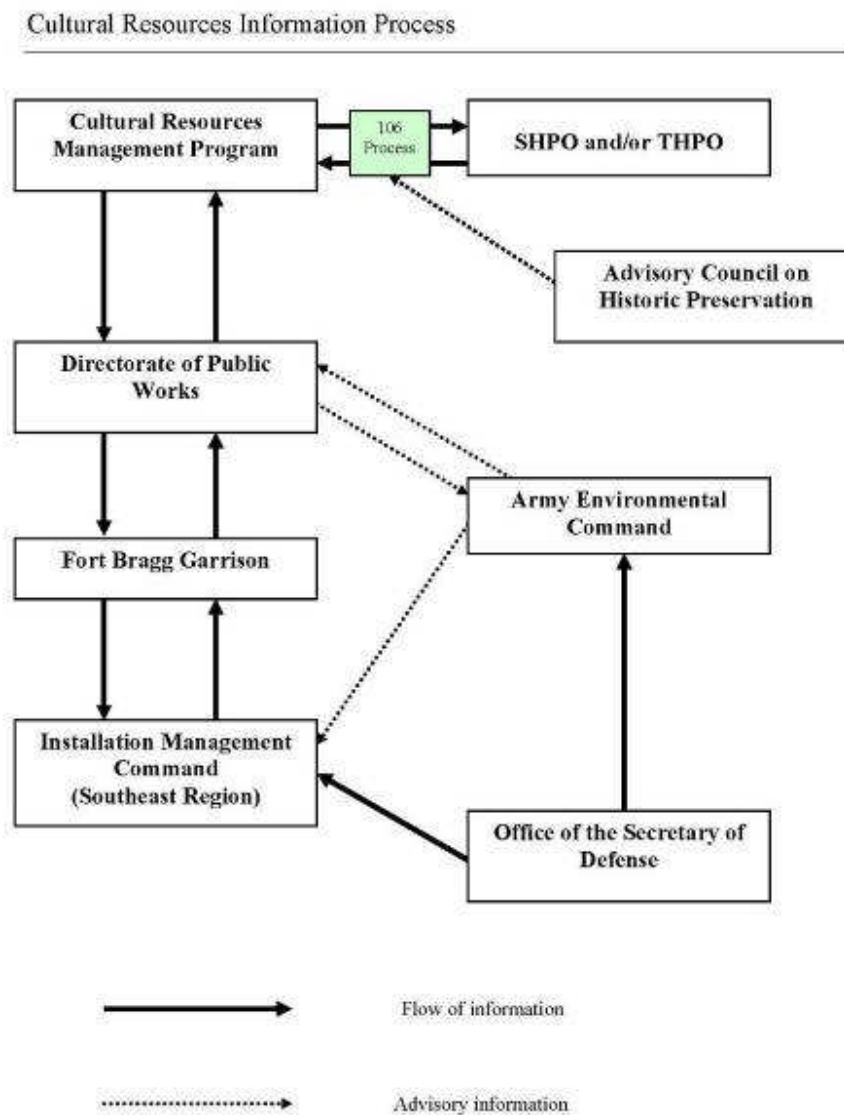 Cultural Resources Information Process
Cultural Resources
Management Program
106
Process
SHPO and/or THPO
Advisory Council on
Historic Preservation
Directorate of Public
Works
Army Environmental
Command
Fort Bragg Garrison
Installation Management
Command
(Southeast Region)
Office of the Secretary of
Defense
Flow of information
Advisory information